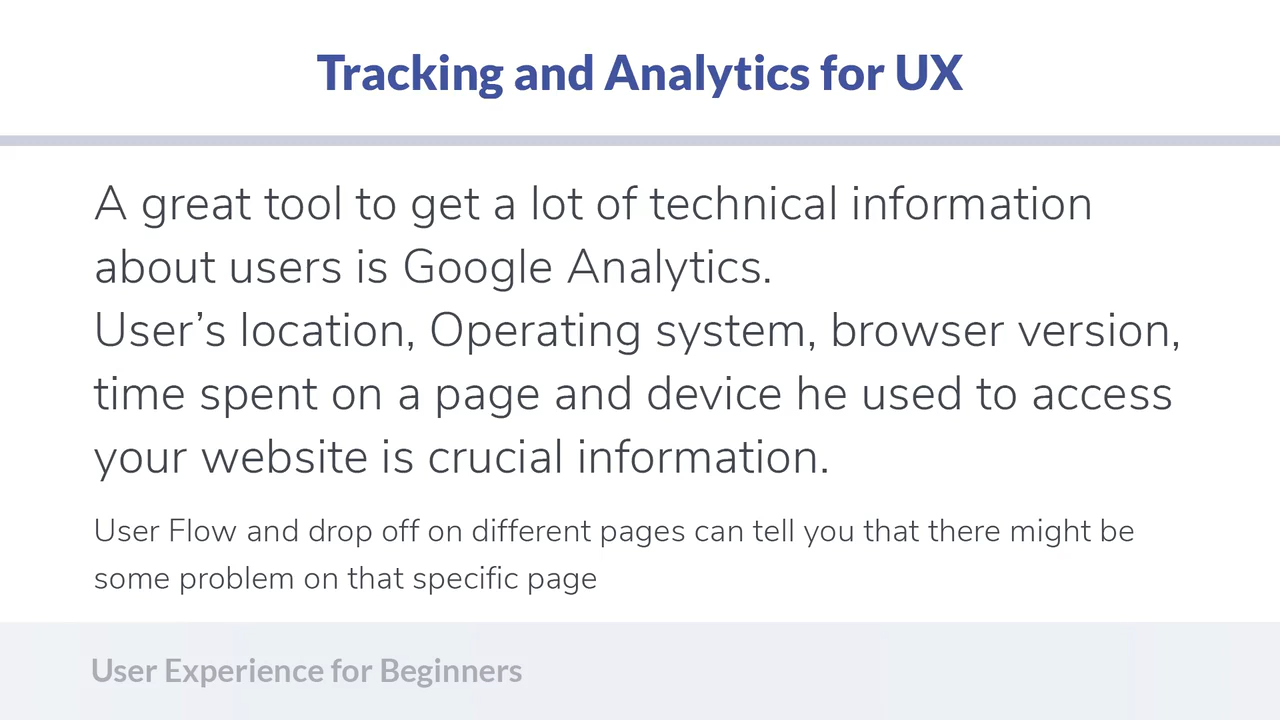 Tracking and Analytics for UX
A great tool to get a lot of technical information
about users is Google Analytics.
User’s location, Operating system, browser version,
time spent on a page and device he used to access
your website is crucial information.
User Flow and drop off on different pages can tell you that there might be
some problem on that specific page
User Experience for Beginners